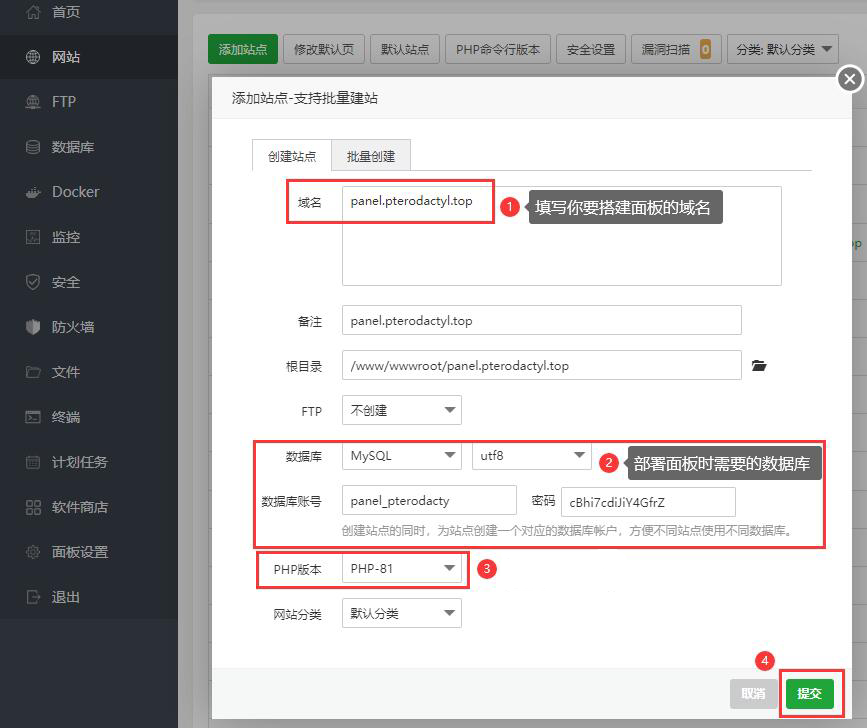 首页
网站
FTP
数据库
Docker
监控
安全
防火墙
文件
终端
计划任务
软件商店
面板设置
退出
添加站点 修改默认页 默认站点 PHP命令行版本 安全设置 漏洞扫描 0 分类: 默认分类
添加站点-支持批量建站
创建站点 批量创建
域名 panel.pterodactyl.top 1 填写你要搭建面板的域名
op
备注 panel.pterodactyl.top
根目录 /www/wwwroot/panel.pterodactyl.top
FTP 不创建
数据库 MySQL utf8 2 部署面板时需要的数据库
数据库账号 panel_pterodacty 密码 cBhi7cdiJiY4GfrZ
创建站点的同时，为站点创建一个对应的数据库帐户，方便不同站点使用不同数据库。
PHP版本 PHP-81 3
网站分类 默认分类
4
取消 提交